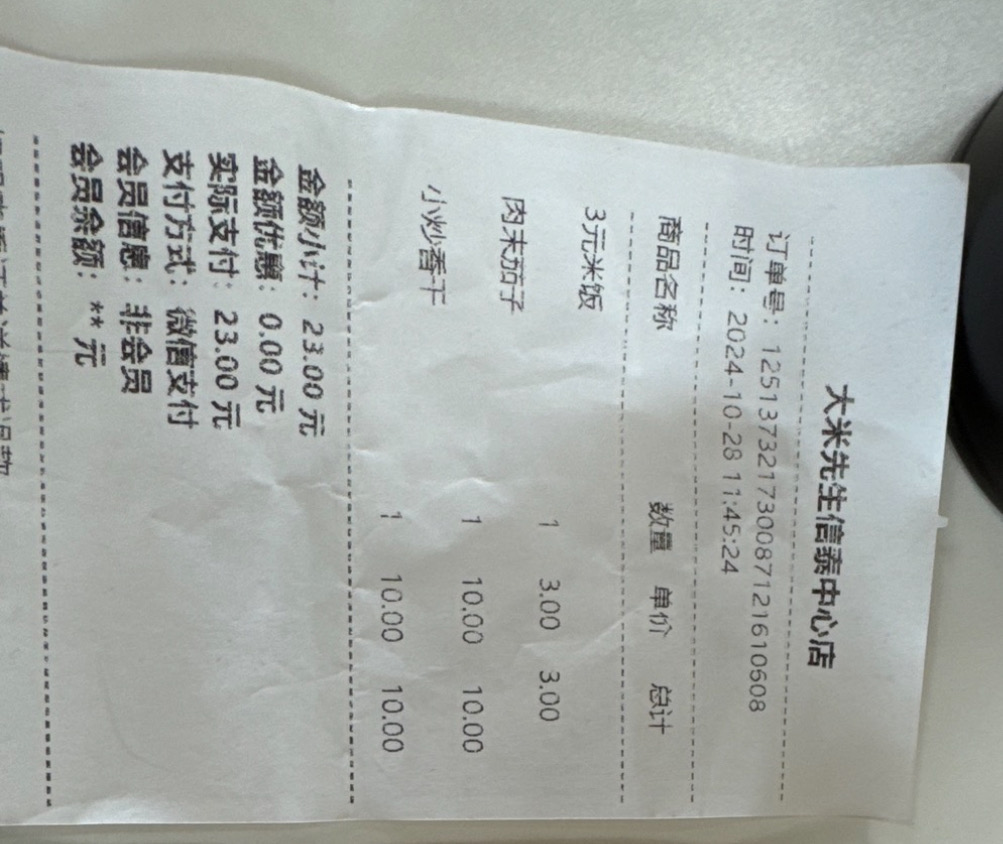 大米先生信泰中心店
订单号：1251373217300871216​10608
时间：2024-10-28 11:45:24
商品名称 数量 单价 总计
3元米饭
1 3.00 3.00
肉末茄子
1 10.00 10.00
小炒香干
1 10.00 10.00
金额小计：23.00 元
金额优惠：0.00 元
实际支付：23.00 元
支付方式：微信支付
会员信息：非会员
会员余额：**元